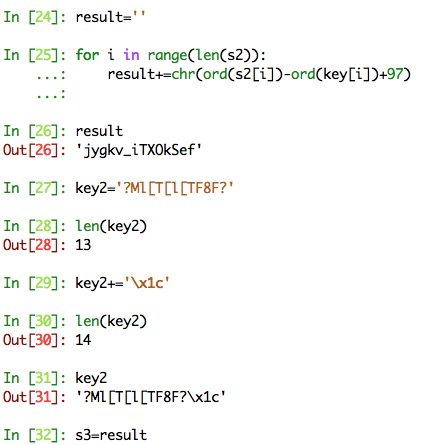 In [24]: result=''
In [25]: for i in range(len(s2)):
   ...:     result+=chr(ord(s2[i])-ord(key[i])+97)
   ...:
In [26]: result
Out[26]: 'jygkv_iTXOkSef'
In [27]: key2='?Ml[T[l[TF8F?'
In [28]: len(key2)
Out[28]: 13
In [29]: key2+='\x1c'
In [30]: len(key2)
Out[30]: 14
In [31]: key2
Out[31]: '?Ml[T[l[TF8F?\x1c'
In [32]: s3=result